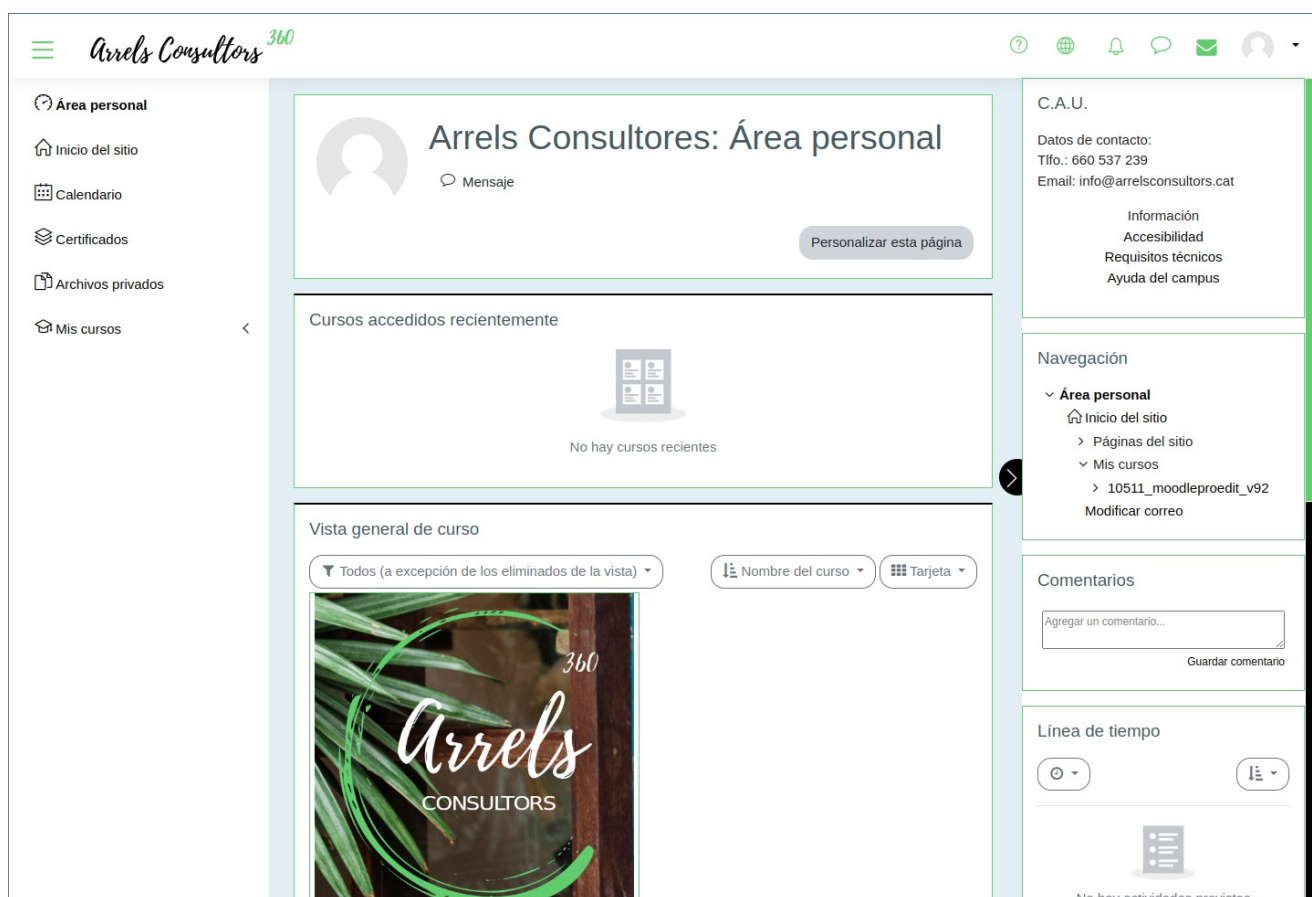 Arrels Consultors 360
Área personal
Inicio del sitio
Calendario
Certificados
Archivos privados
Mis cursos
Arrels Consultores: Área personal
Mensaje
Personalizar esta página
Cursos accedidos recientemente
No hay cursos recientes
Vista general de curso
Todos (a excepción de los eliminados de la vista)
Nombre del curso
Tarjeta
360
Arrels
CONSULTORS
C.A.U.
Datos de contacto:
Tlfo.: 660 537 239
Email: info@arrelsconsultors.cat
Información
Accesibilidad
Requisitos técnicos
Ayuda del campus
Navegación
Área personal
Inicio del sitio
Páginas del sitio
Mis cursos
10511_moodleproedit_v92
Modificar correo
Comentarios
Agregar un comentario...
Guardar comentario
Línea de tiempo
No hay actividades previstas